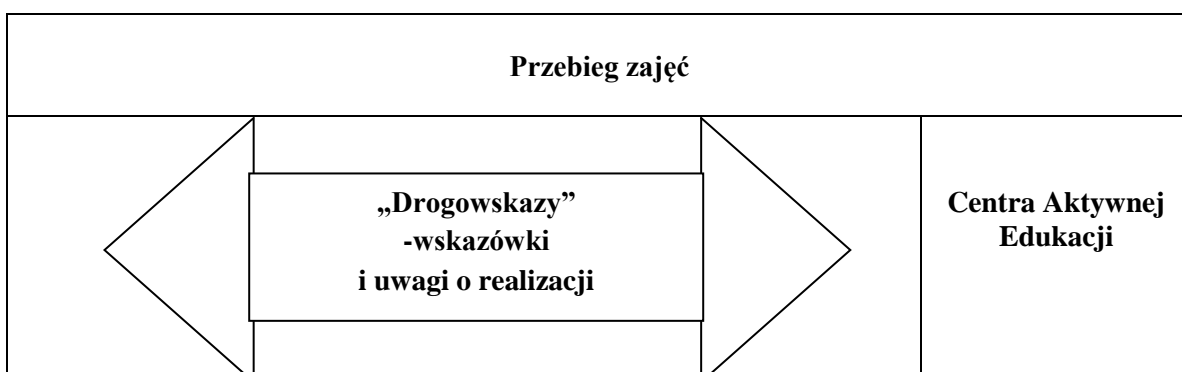 Przebieg zajęć
„Drogowskazy”
-wskazówki
i uwagi o realizacji
Centra Aktywnej
Edukacji